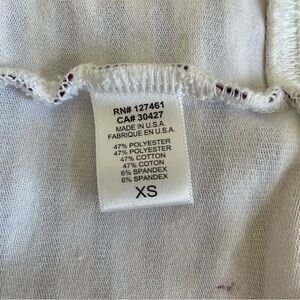 RN# 127461
CA# 30427
MADE IN U.S.A.
FABRIQUE EN U.S.A.
47% POLYESTER
47% POLYESTER
47% COTTON
47% COTON
6% SPANDEX
6% SPANDEX
XS